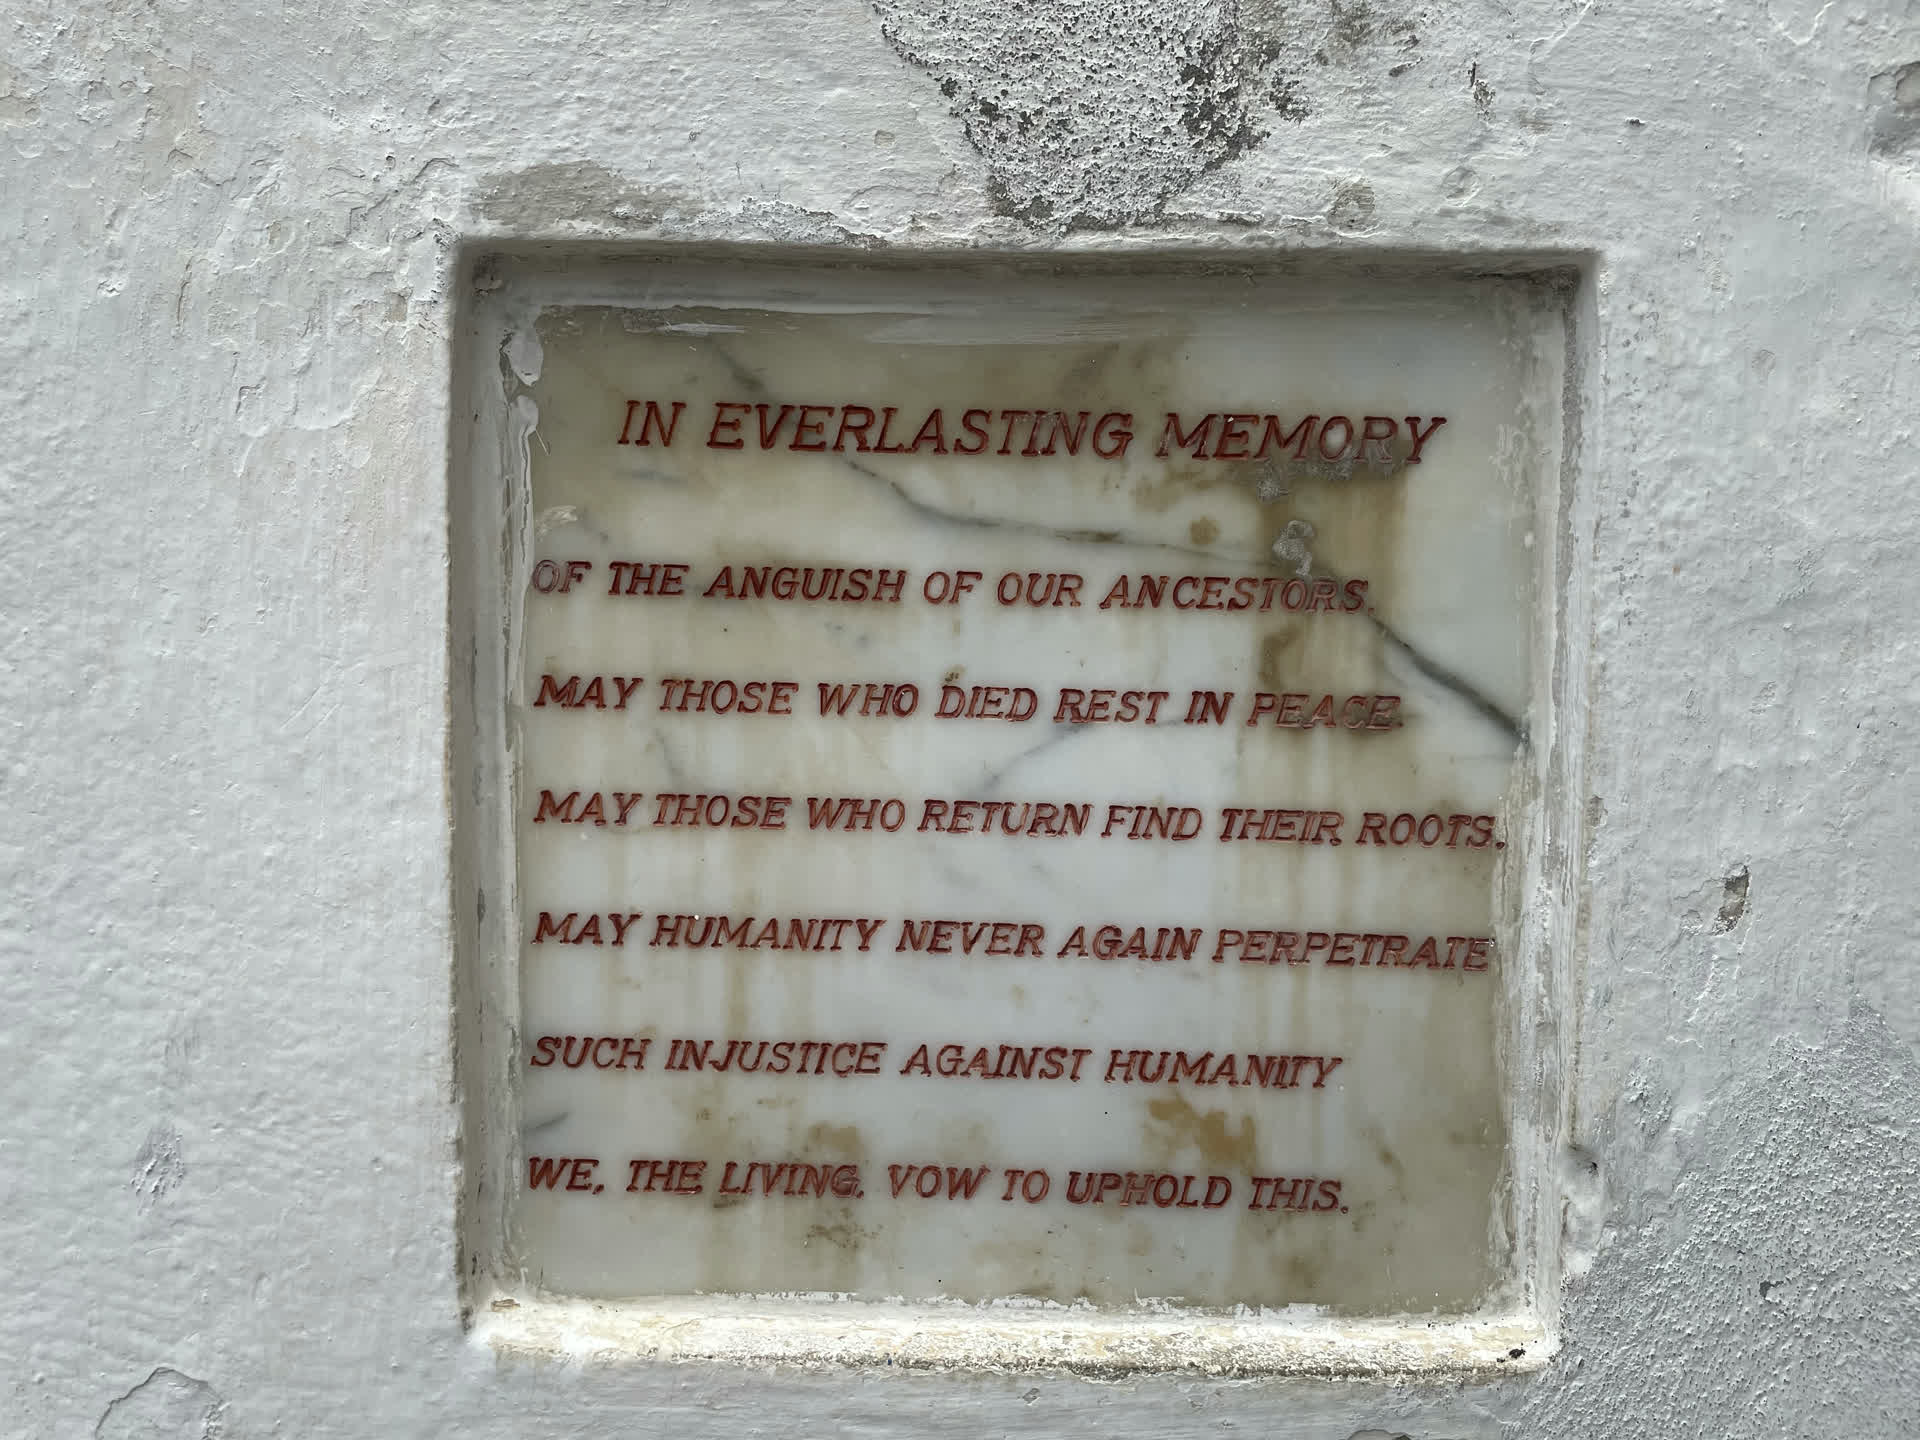 IN EVERLASTING MEMORY
OF THE ANGUISH OF OUR ANCESTORS.
MAY THOSE WHO DIED REST IN PEACE.
MAY THOSE WHO RETURN FIND THEIR ROOTS.
MAY HUMANITY NEVER AGAIN PERPETRATE
SUCH INJUSTICE AGAINST HUMANITY
WE, THE LIVING, VOW TO UPHOLD THIS.